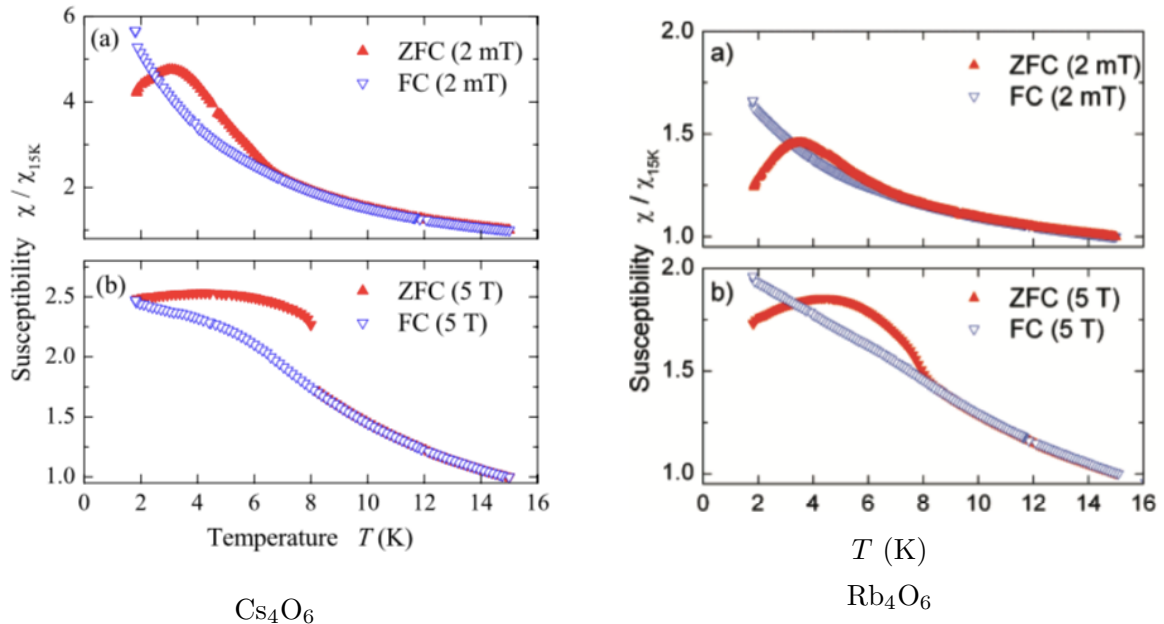 (a)
ZFC (2 mT)
FC (2 mT)
6
4
2
(b)
ZFC (5 T)
FC (5 T)
2.5
2.0
1.5
1.0
0 2 4 6 8 10 12 14 16
Susceptibility χ / χ15K
Temperature T (K)
Cs4O6
a)
ZFC (2 mT)
FC (2 mT)
2.0
1.5
1.0
b)
ZFC (5 T)
FC (5 T)
2.0
1.5
1.0
0 2 4 6 8 10 12 14 16
Susceptibility χ / χ15K
T (K)
Rb4O6